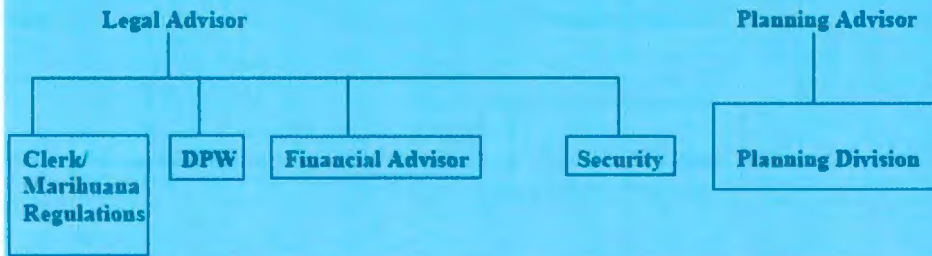 Legal Advisor
Planning Advisor
Clerk/
Marihuana
Regulations
DPW
Financial Advisor
Security
Planning Division